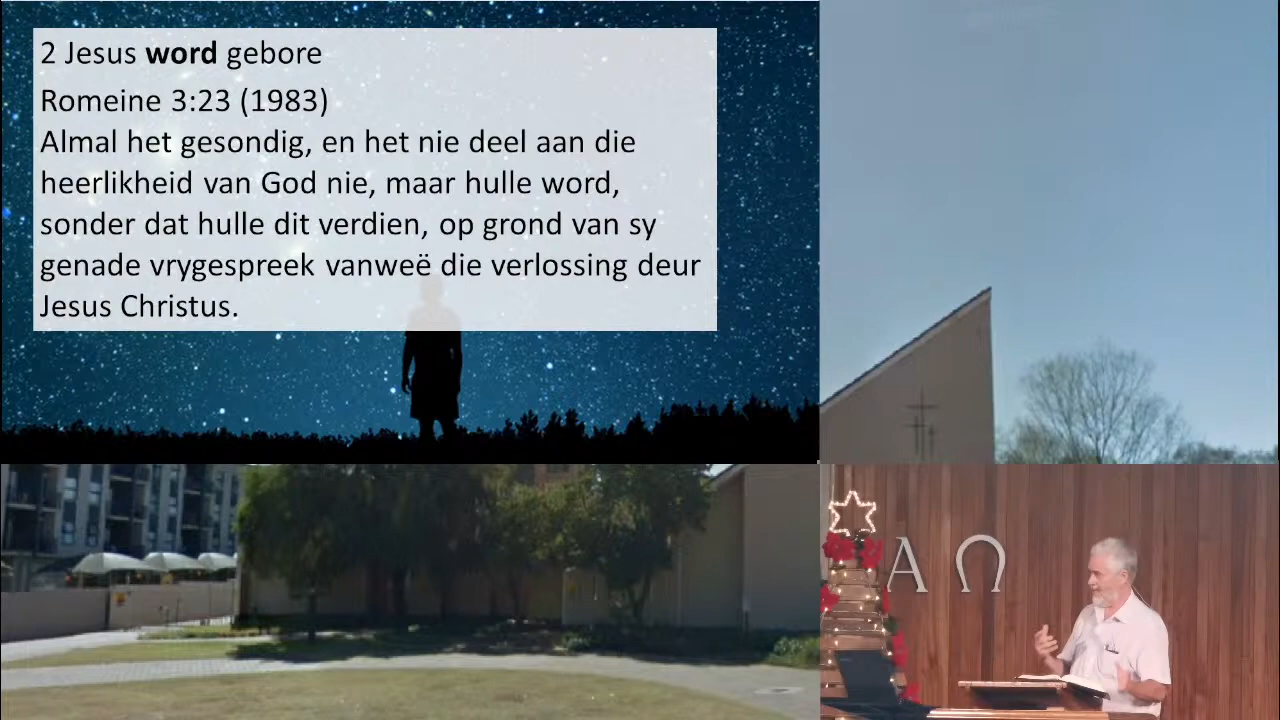 2 Jesus word gebore
Romeine 3:23 (1983)
Almal het gesondig, en het nie deel aan die
heerlikheid van God nie, maar hulle word,
sonder dat hulle dit verdien, op grond van sy
genade vrygespreek vanweë die verlossing deur
Jesus Christus.
Α Ω